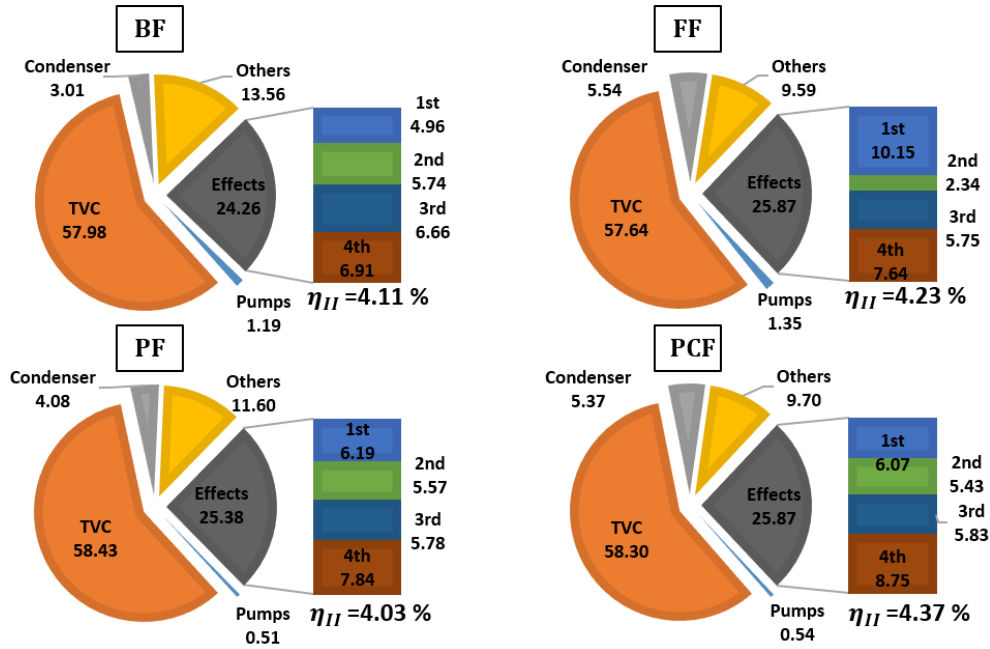 BF
Condenser
3.01
Others
13.56
TVC
57.98
Effects
24.26
1st
4.96
2nd
5.74
3rd
6.66
4th
6.91
Pumps
1.19
η_II =4.11 %
FF
Condenser
5.54
Others
9.59
TVC
57.64
Effects
25.87
1st
10.15
2nd
2.34
3rd
5.75
4th
7.64
Pumps
1.35
η_II =4.23 %
PF
Condenser
4.08
Others
11.60
TVC
58.43
Effects
25.38
1st
6.19
2nd
5.57
3rd
5.78
4th
7.84
Pumps
0.51
η_II =4.03 %
PCF
Condenser
5.37
Others
9.70
TVC
58.30
Effects
25.87
1st
6.07
2nd
5.43
3rd
5.83
4th
8.75
Pumps
0.54
η_II =4.37 %